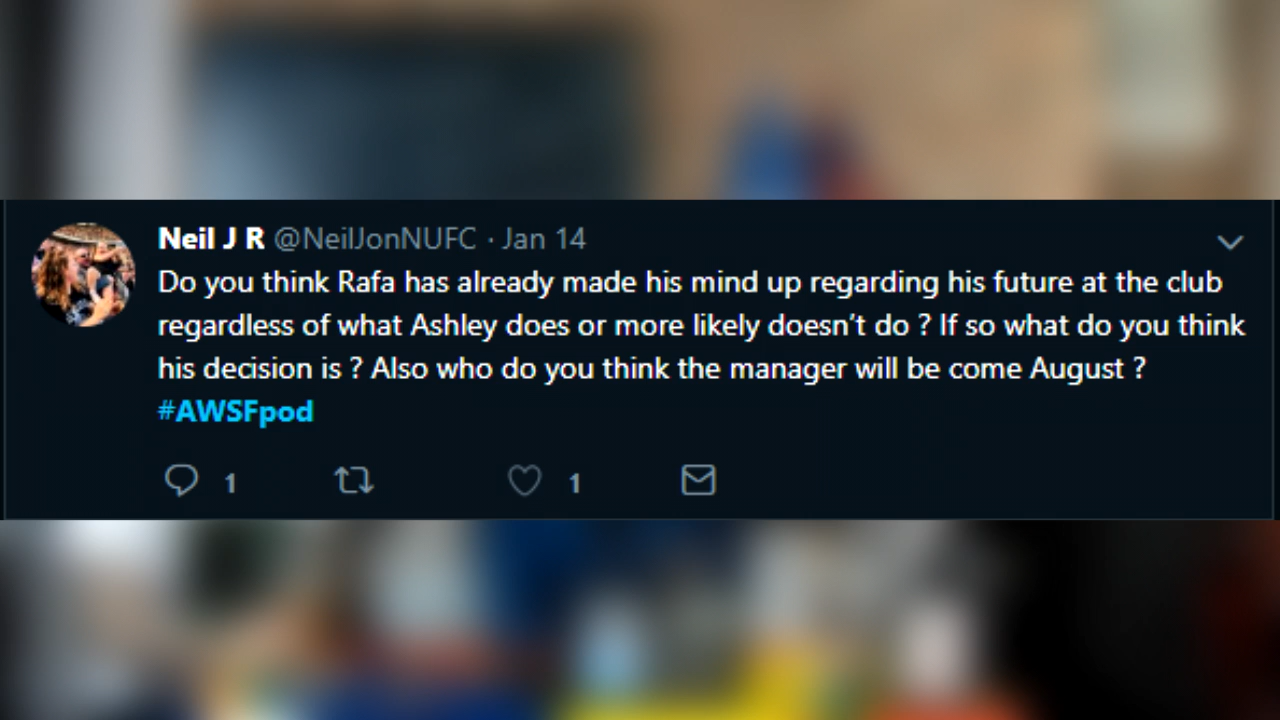 Neil J R @NeilJonNUFC · Jan 14
Do you think Rafa has already made his mind up regarding his future at the club
regardless of what Ashley does or more likely doesn't do ? If so what do you think
his decision is ? Also who do you think the manager will be come August ?
#AWSFpod
1 1